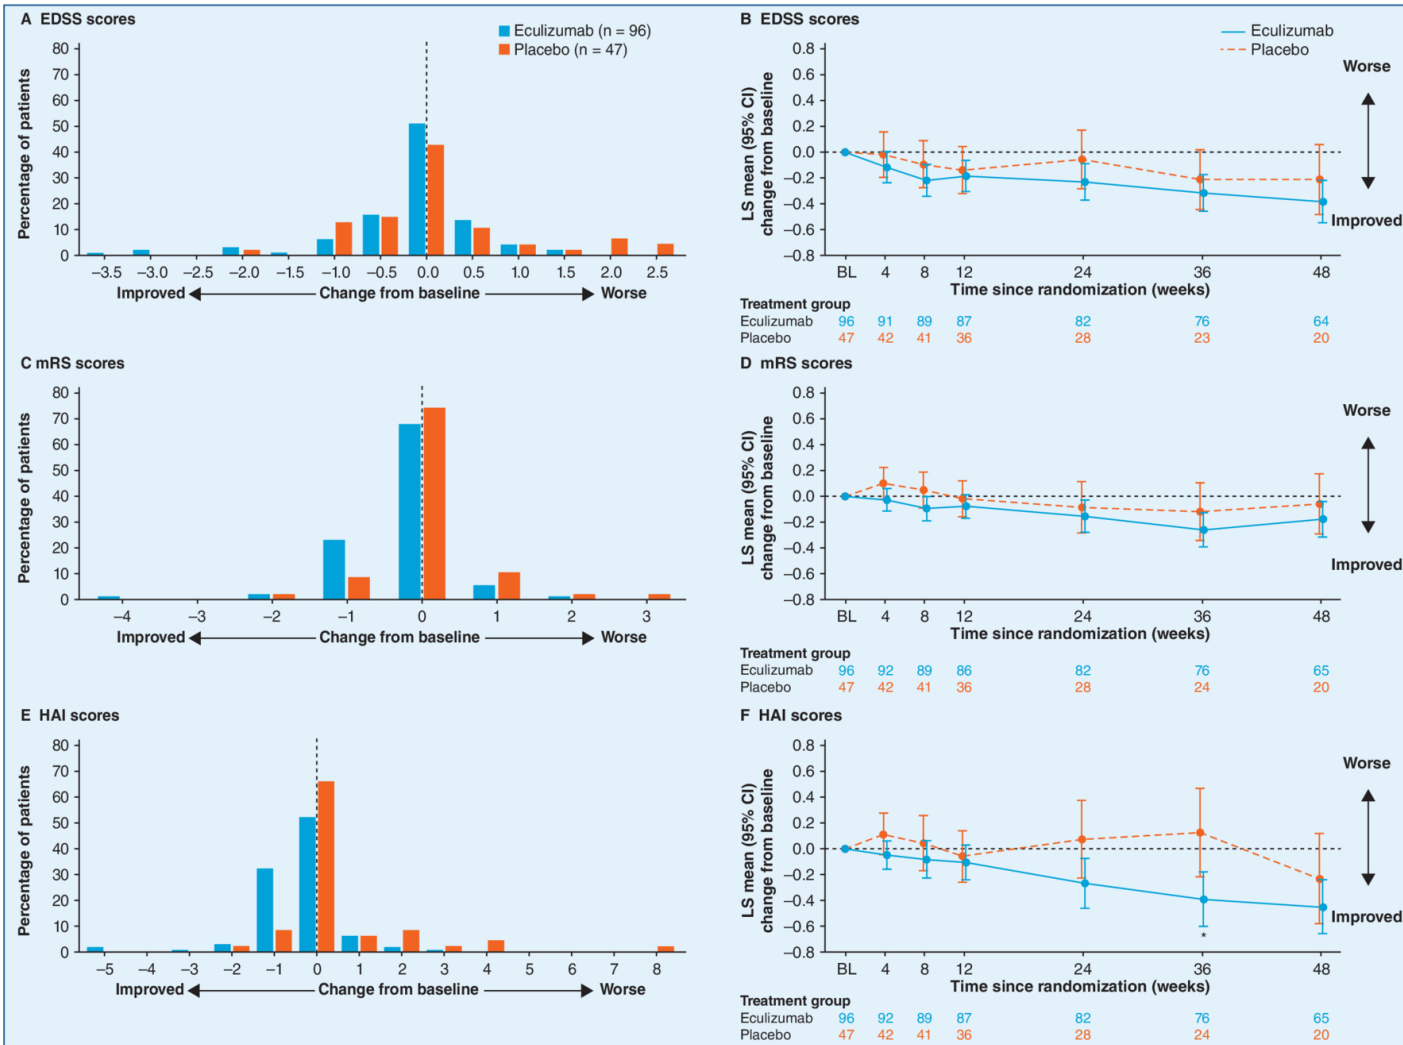 A EDSS scores
Eculizumab (n = 96)
Placebo (n = 47)
Percentage of patients
80
70
60
50
40
30
20
10
0
–3.5 –3.0 –2.5 –2.0 –1.5 –1.0 –0.5 0.0 0.5 1.0 1.5 2.0 2.5
Improved Change from baseline Worse
B EDSS scores
Eculizumab
Placebo
Worse
Improved
LS mean (95% CI)
change from baseline
0.8
0.6
0.4
0.2
0.0
–0.2
–0.4
–0.6
–0.8
BL 4 8 12 24 36 48
Time since randomization (weeks)
Treatment group
Eculizumab 96 91 89 87 82 76 64
Placebo 47 42 41 36 28 23 20
C mRS scores
Percentage of patients
80
70
60
50
40
30
20
10
0
–4 –3 –2 –1 0 1 2 3
Improved Change from baseline Worse
D mRS scores
Worse
Improved
LS mean (95% CI)
change from baseline
0.8
0.6
0.4
0.2
0.0
–0.2
–0.4
–0.6
–0.8
BL 4 8 12 24 36 48
Time since randomization (weeks)
Treatment group
Eculizumab 96 92 89 86 82 76 65
Placebo 47 42 41 36 28 24 20
E HAI scores
Percentage of patients
80
70
60
50
40
30
20
10
0
–5 –4 –3 –2 –1 0 1 2 3 4 5 6 7 8
Improved Change from baseline Worse
F HAI scores
Worse
Improved
LS mean (95% CI)
change from baseline
0.8
0.6
0.4
0.2
0.0
–0.2
–0.4
–0.6
–0.8
*
BL 4 8 12 24 36 48
Time since randomization (weeks)
Treatment group
Eculizumab 96 92 89 87 82 76 65
Placebo 47 42 41 36 28 24 20